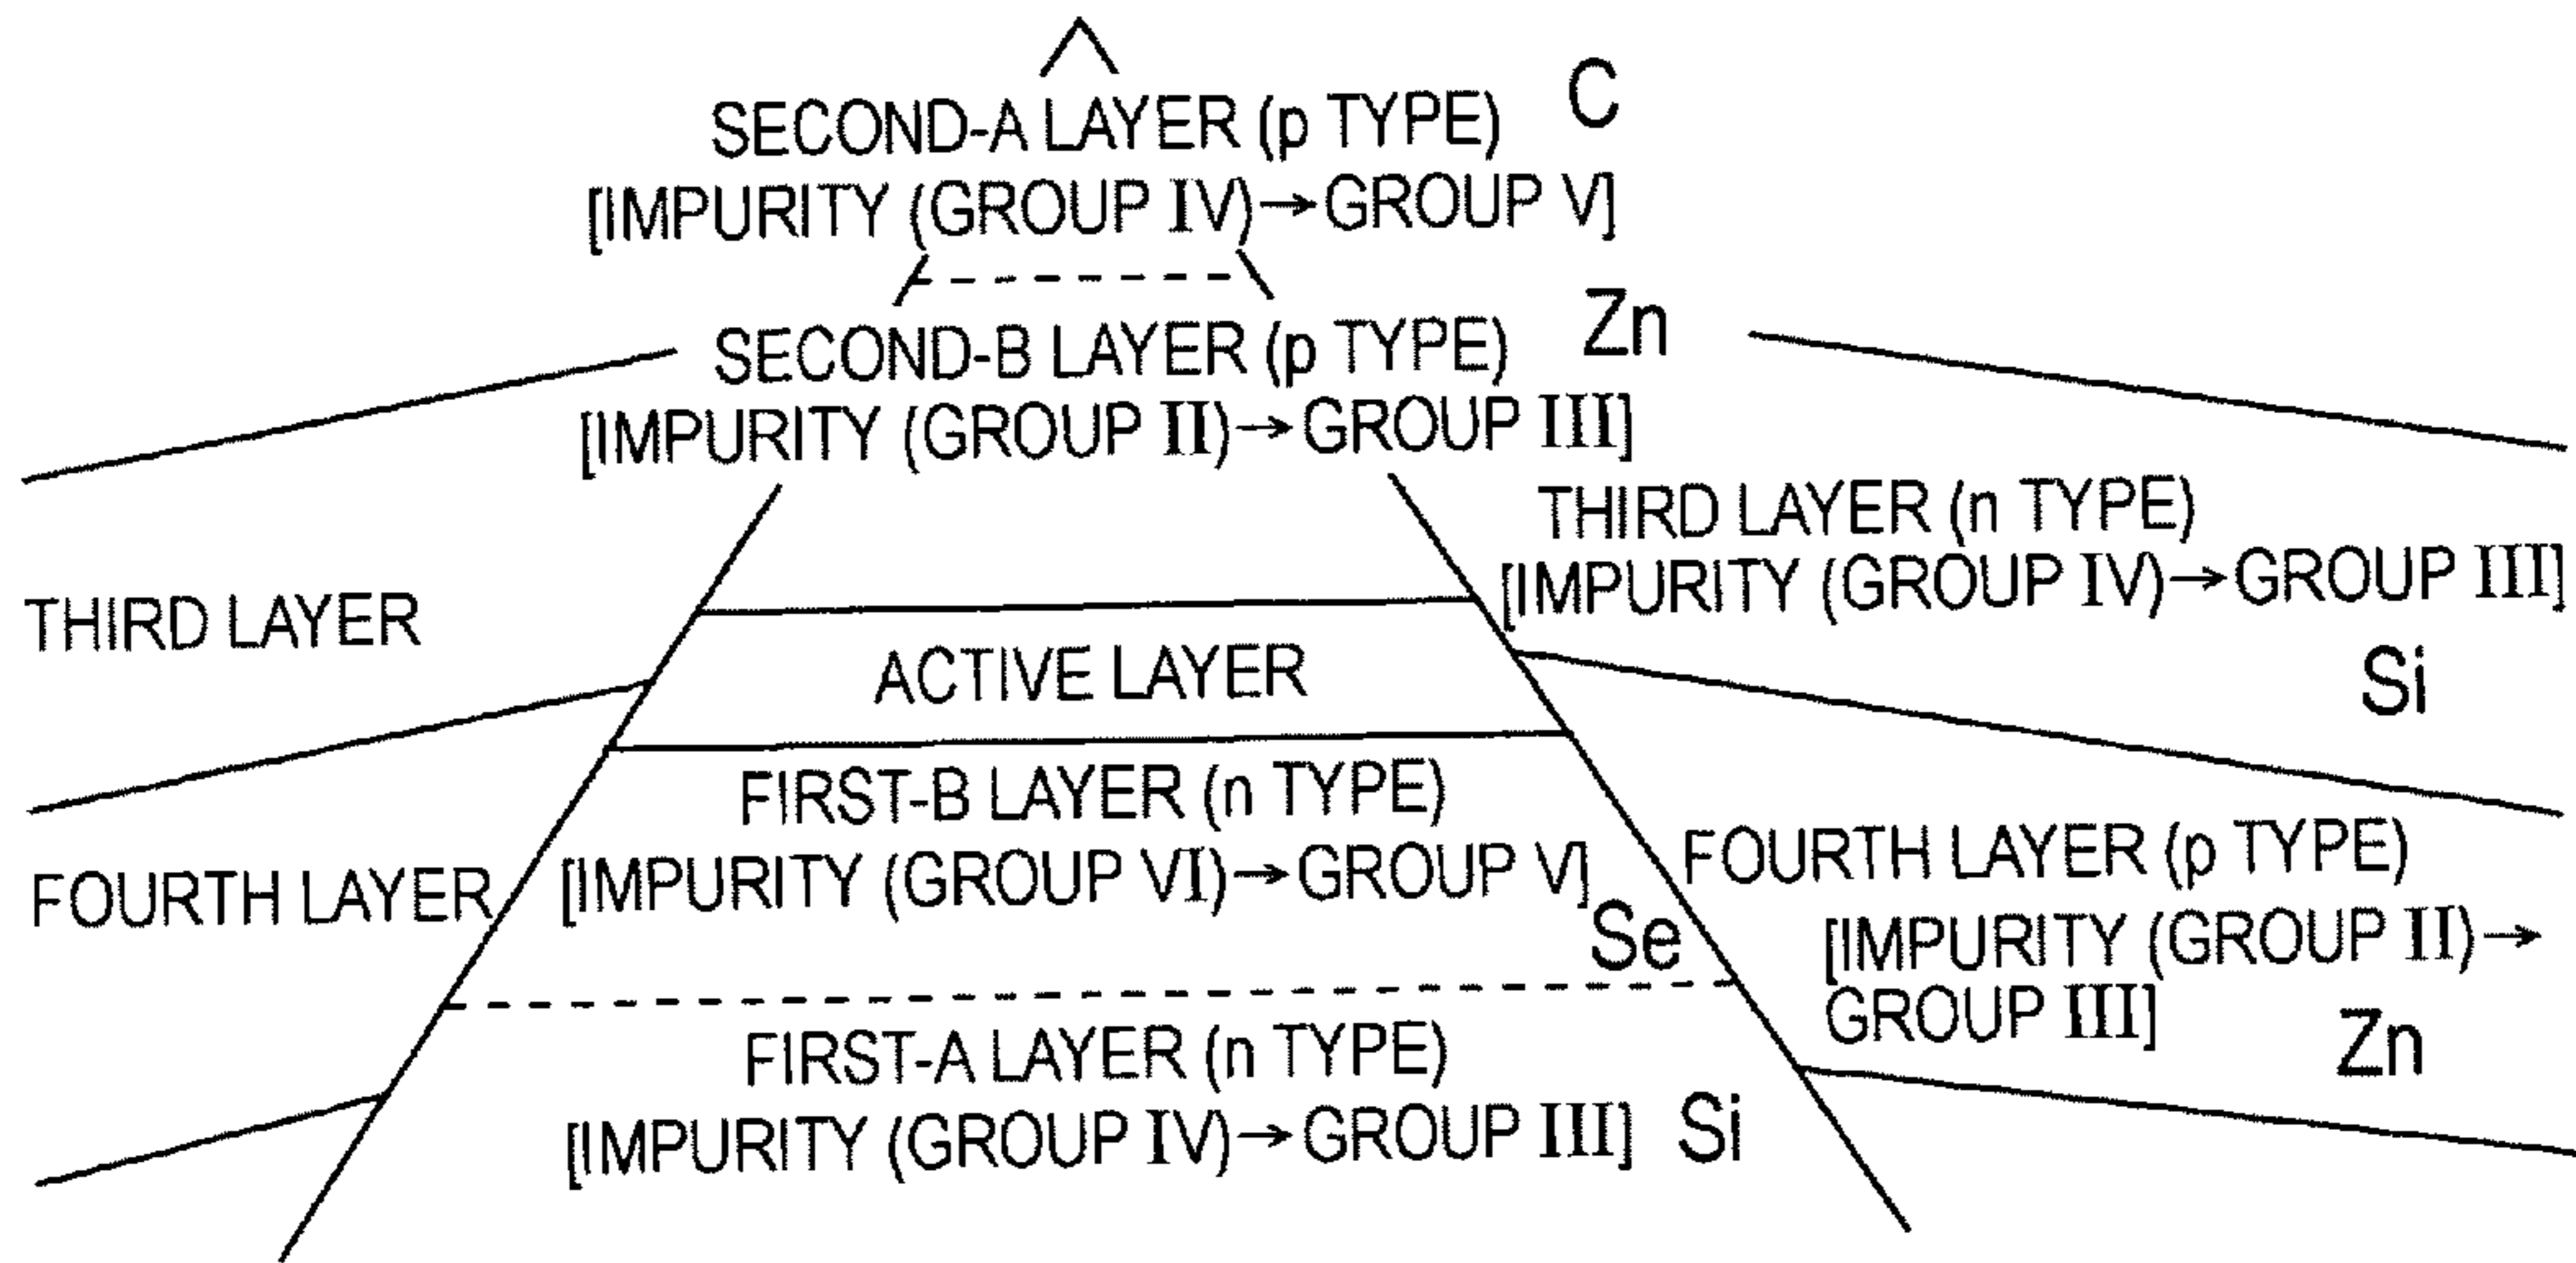 SECOND-A LAYER (p TYPE) C
[IMPURITY (GROUP IV)→GROUP V]
SECOND-B LAYER (p TYPE) Zn
[IMPURITY (GROUP II)→GROUP III]
THIRD LAYER (n TYPE)
[IMPURITY (GROUP IV)→GROUP III]
Si
THIRD LAYER
ACTIVE LAYER
FIRST-B LAYER (n TYPE)
[IMPURITY (GROUP VI)→GROUP V]
Se
FOURTH LAYER
FOURTH LAYER (p TYPE)
[IMPURITY (GROUP II)→
GROUP III]
Zn
FIRST-A LAYER (n TYPE)
[IMPURITY (GROUP IV)→GROUP III] Si